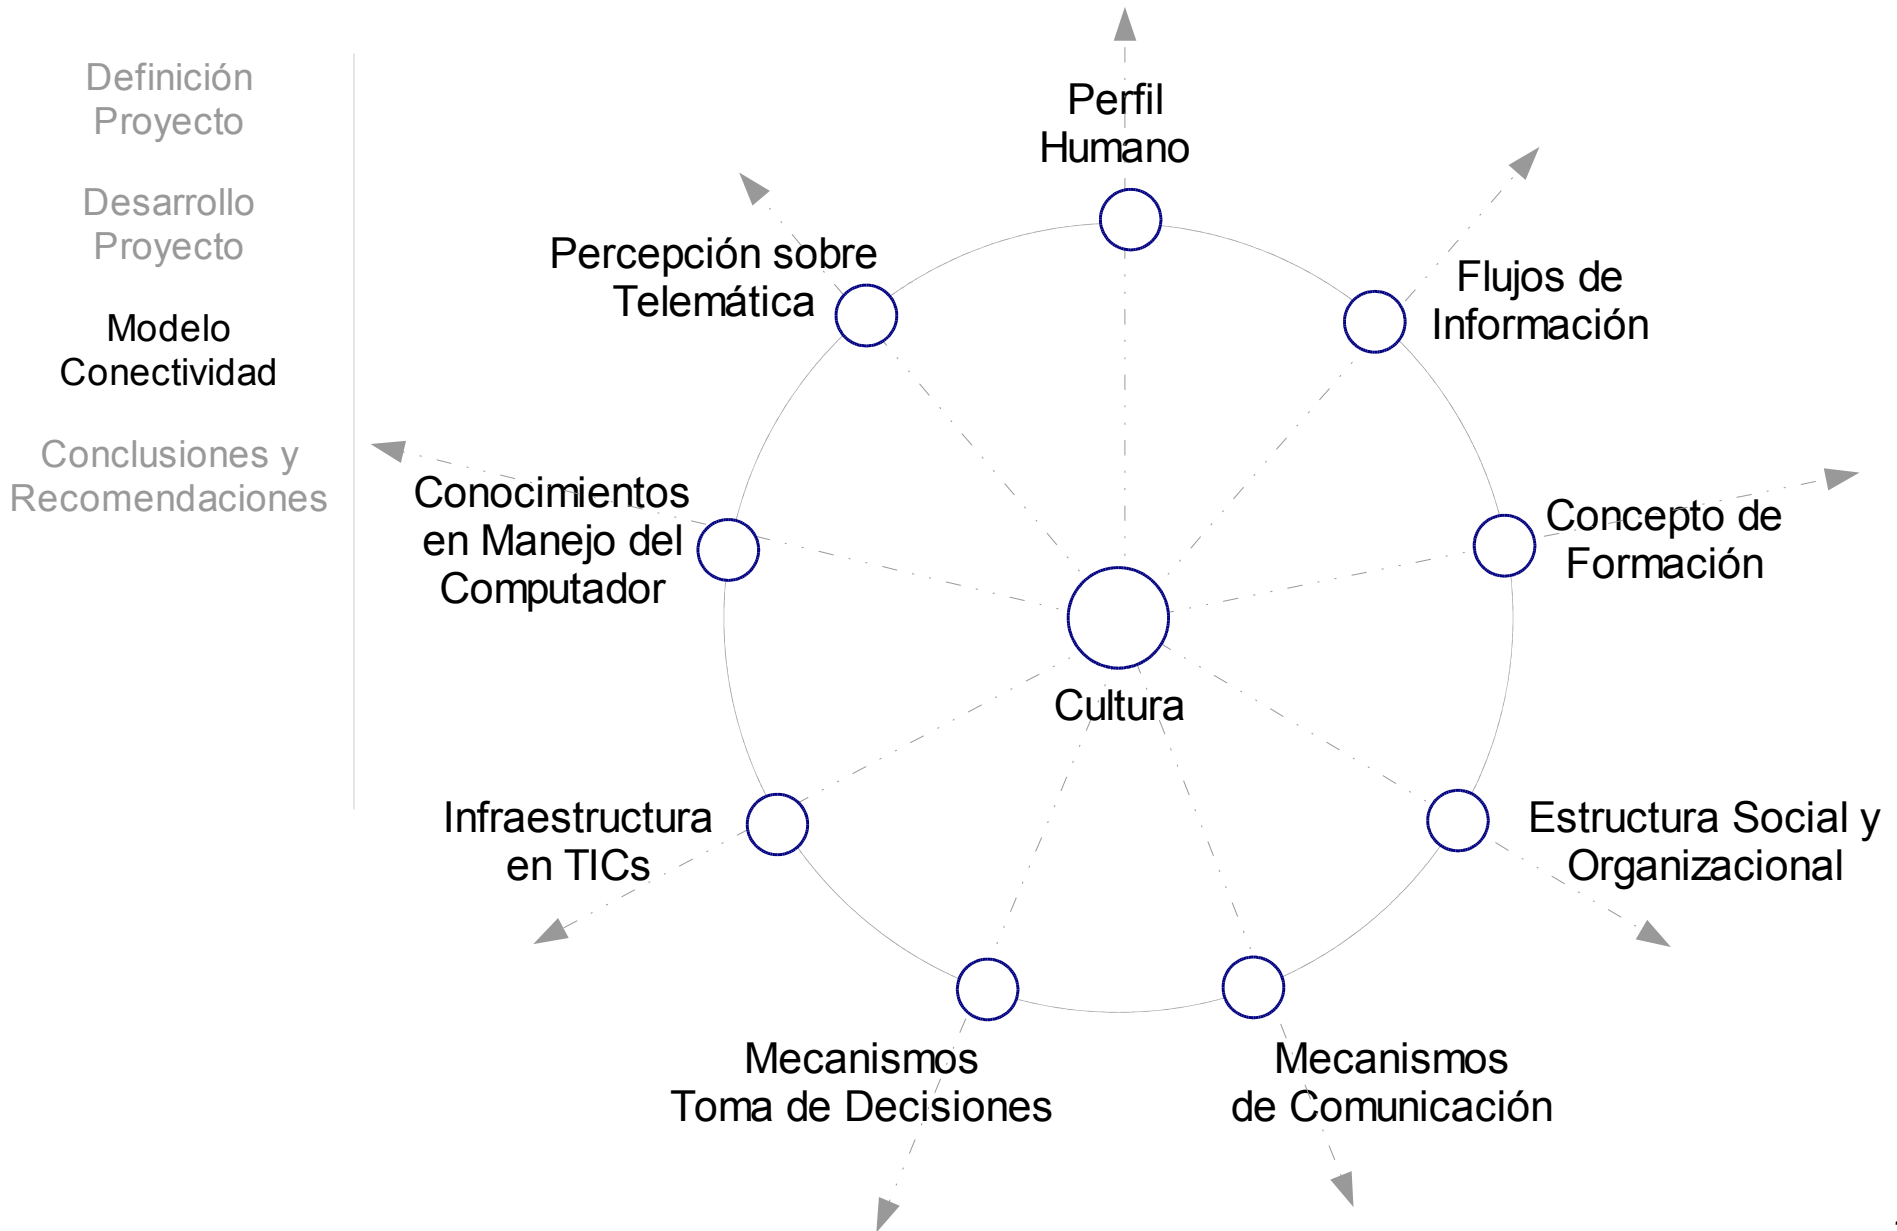 Definición
Proyecto
Desarrollo
Proyecto
Modelo
Conectividad
Conclusiones y
Recomendaciones
Perfil
Humano
Percepción sobre
Telemática
Flujos de
Información
Conocimientos
en Manejo del
Computador
Concepto de
Formación
Cultura
Infraestructura
en TICs
Estructura Social y
Organizacional
Mecanismos
Toma de Decisiones
Mecanismos
de Comunicación